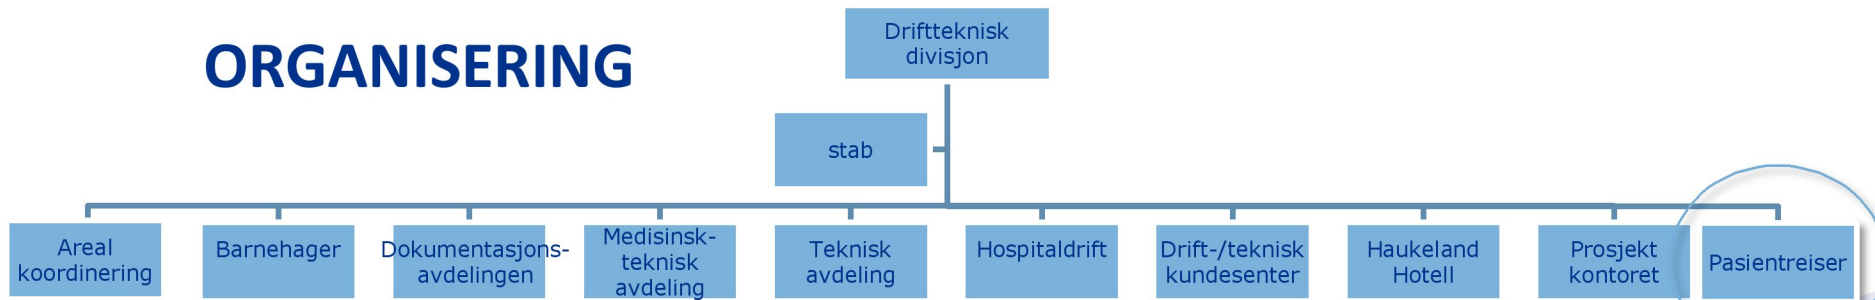 ORGANISERING
Driftteknisk
divisjon
stab
Areal
koordinering
Barnehager
Dokumentasjons-
avdelingen
Medisinsk-
teknisk
avdeling
Teknisk
avdeling
Hospitaldrift
Drift-/teknisk
kundesenter
Haukeland
Hotell
Prosjekt
kontoret
Pasientreiser